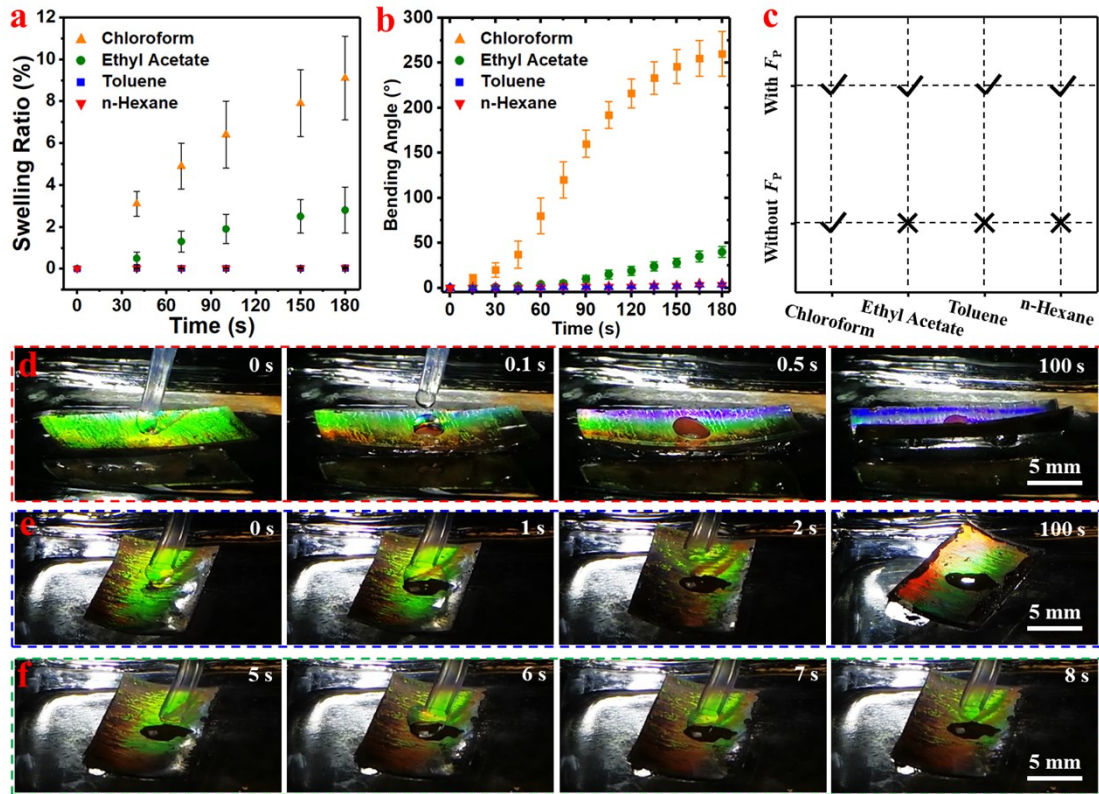 a
12
10
8
6
4
2
0
Swelling Ratio (%)
Chloroform
Ethyl Acetate
Toluene
n-Hexane
0 30 60 90 120 150 180
Time (s)
b
300
250
200
150
100
50
0
Bending Angle (°)
Chloroform
Ethyl Acetate
Toluene
n-Hexane
0 30 60 90 120 150 180
Time (s)
c
With FP
Without FP
Chloroform
Ethyl Acetate
Toluene
n-Hexane
d
0 s
0.1 s
0.5 s
100 s
5 mm
e
0 s
1 s
2 s
100 s
5 mm
f
5 s
6 s
7 s
8 s
5 mm